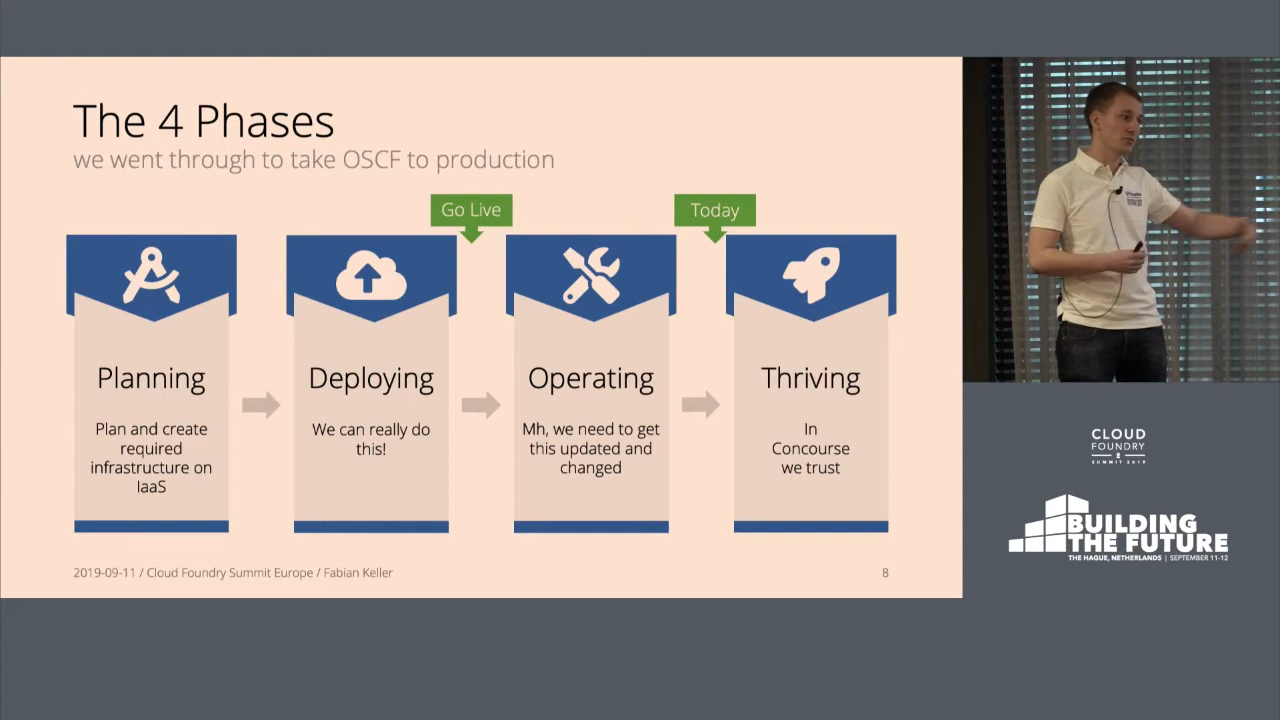 The 4 Phases
we went through to take OSCF to production
Go Live
Today
Planning
Plan and create
required
infrastructure on
IaaS
Deploying
We can really do
this!
Operating
Mh, we need to get
this updated and
changed
Thriving
In
Concourse
we trust
2019-09-11 / Cloud Foundry Summit Europe / Fabian Keller
8
CLOUD
FOUNDRY
SUMMIT 2019
BUILDING
THE FUTURE
THE HAGUE, NETHERLANDS | SEPTEMBER 11-12